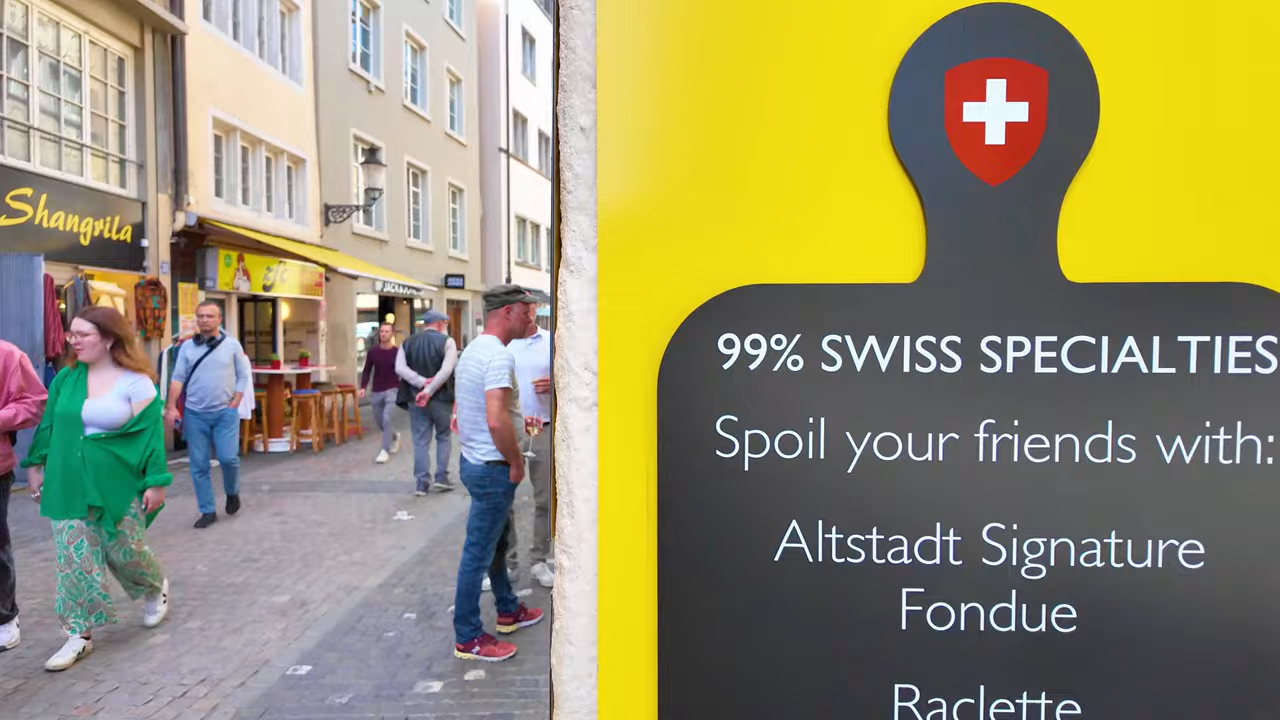 Shangrila
99% SWISS SPECIALTIES
Spoil your friends with:
Altstadt Signature
Fondue
Raclette